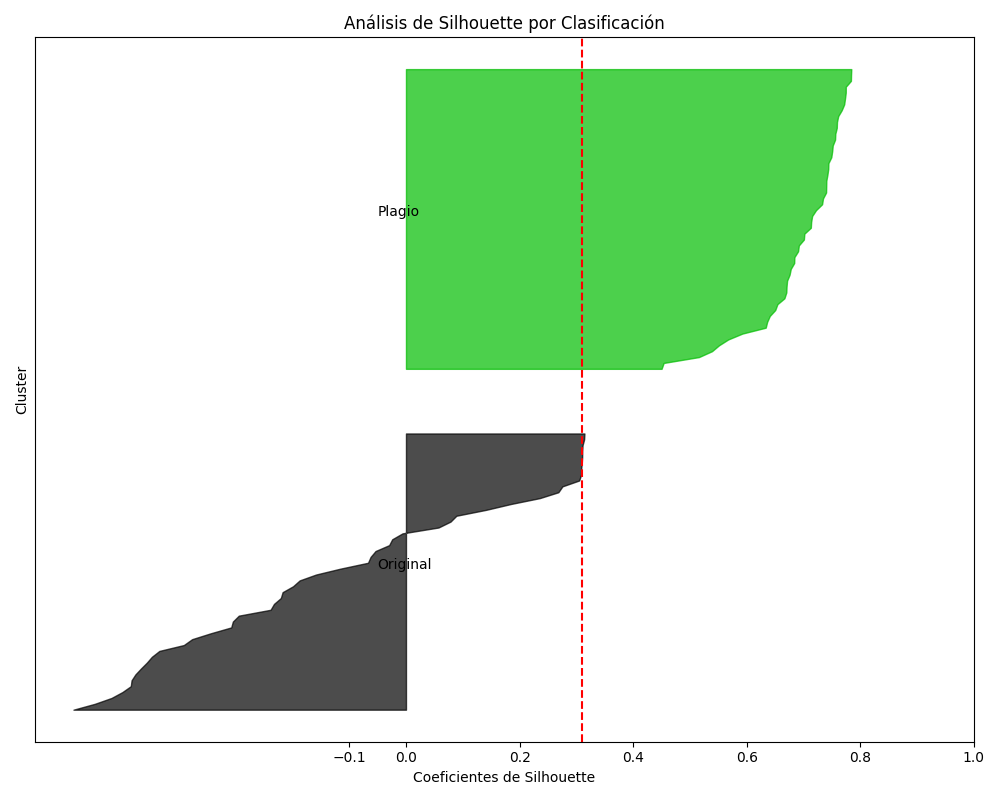 Análisis de Silhouette por Clasificación
Plagio
Cluster
Original
−0.1 0.0 0.2 0.4 0.6 0.8 1.0
Coeficientes de Silhouette